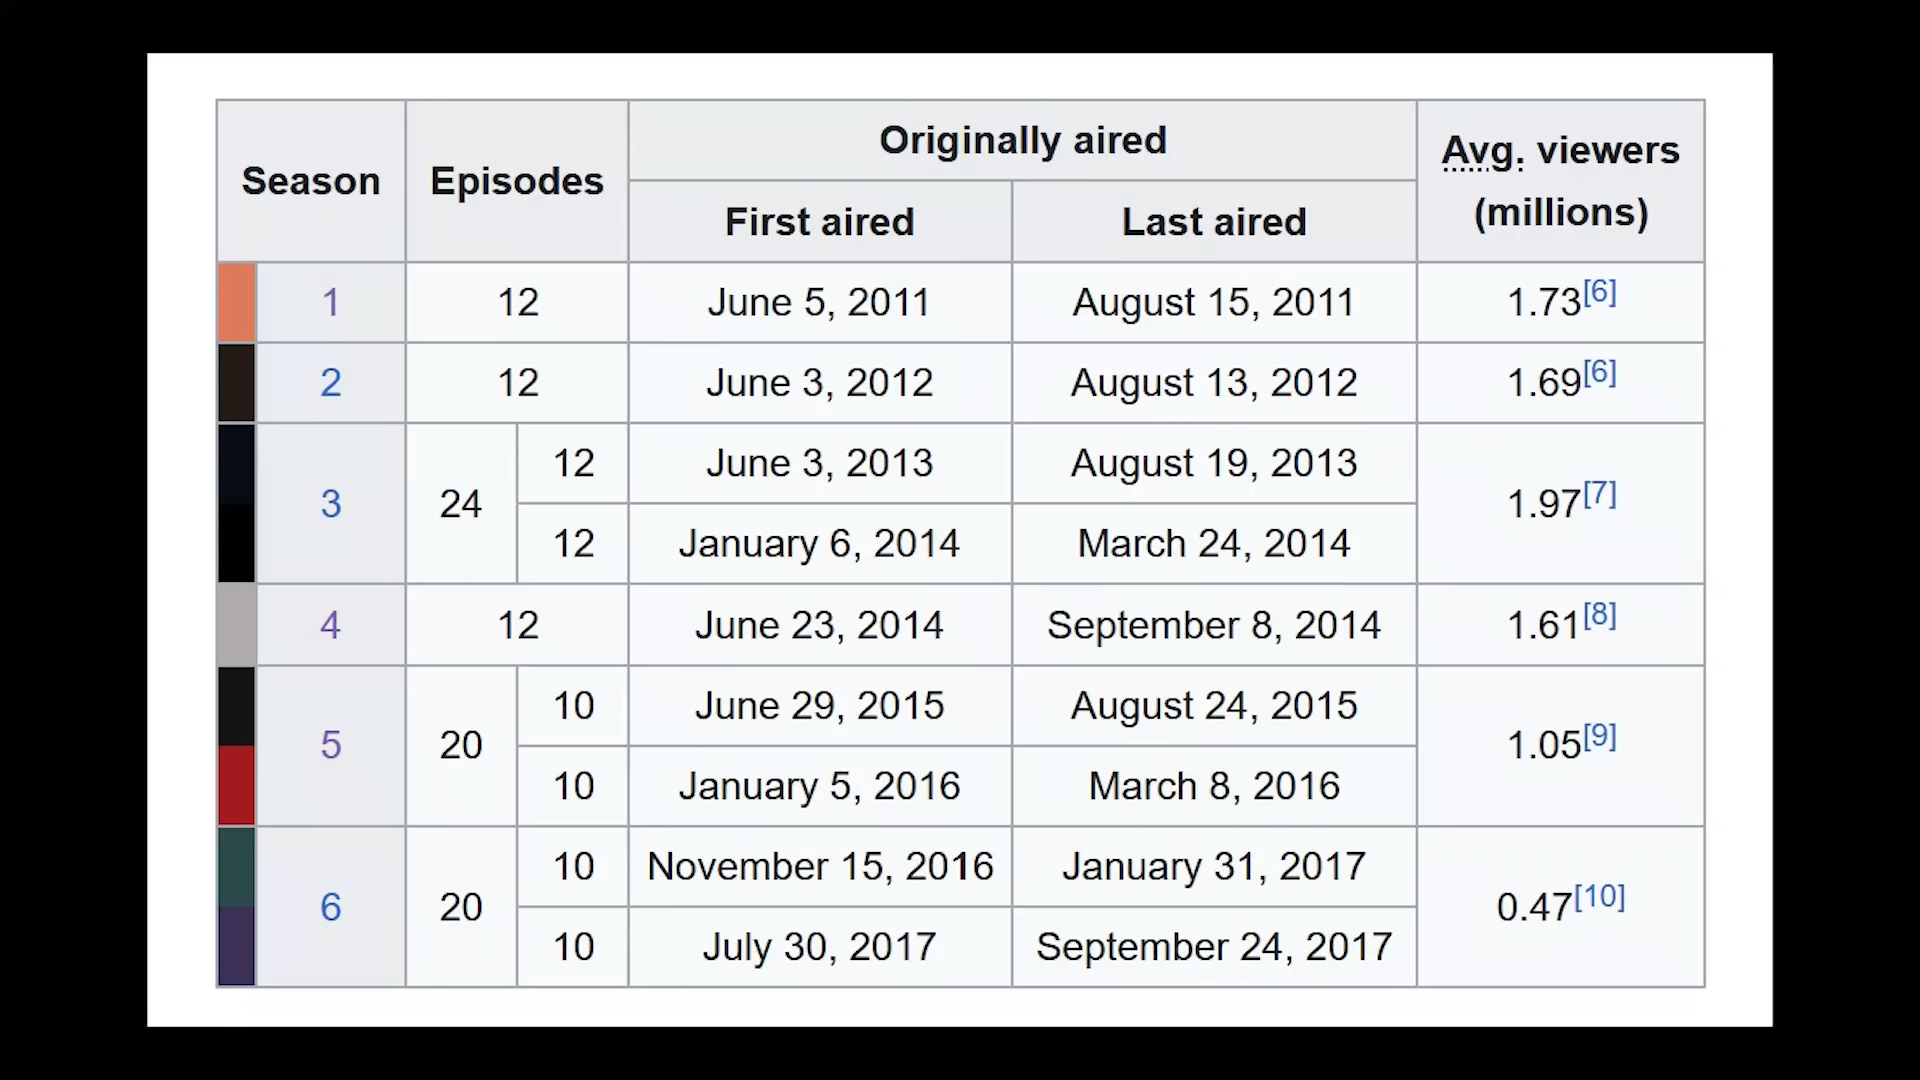 Season Episodes Originally aired Avg. viewers (millions)
First aired Last aired
1 12 June 5, 2011 August 15, 2011 1.73[6]
2 12 June 3, 2012 August 13, 2012 1.69[6]
3 24 12 June 3, 2013 August 19, 2013 1.97[7]
12 January 6, 2014 March 24, 2014
4 12 June 23, 2014 September 8, 2014 1.61[8]
5 20 10 June 29, 2015 August 24, 2015 1.05[9]
10 January 5, 2016 March 8, 2016
6 20 10 November 15, 2016 January 31, 2017 0.47[10]
10 July 30, 2017 September 24, 2017